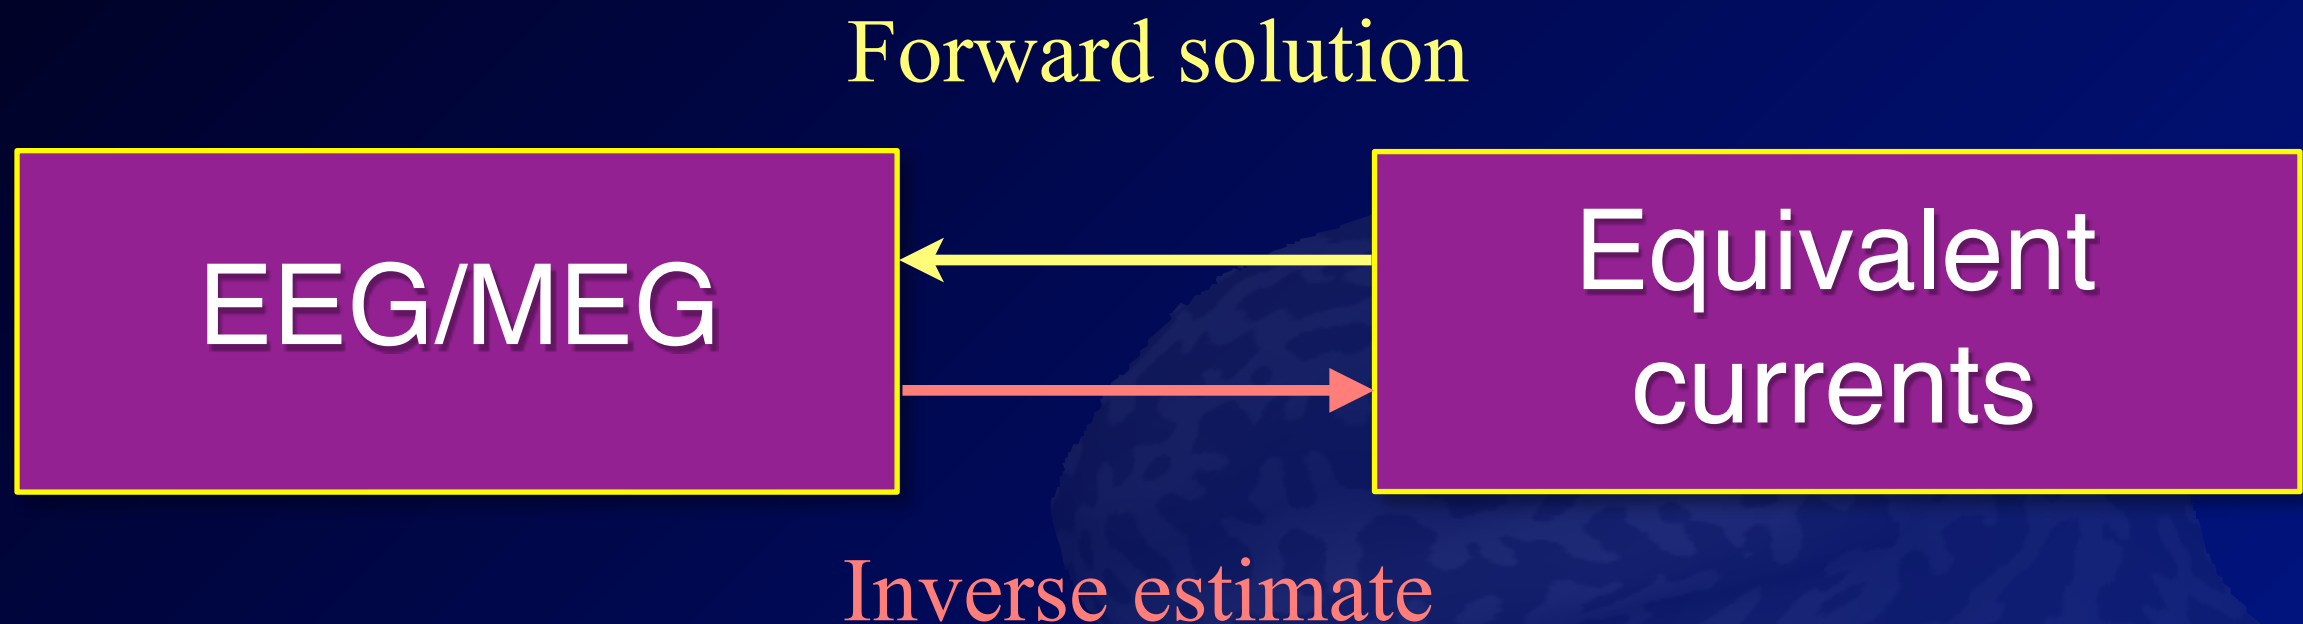 Forward solution
EEG/MEG
Equivalent
currents
Inverse estimate